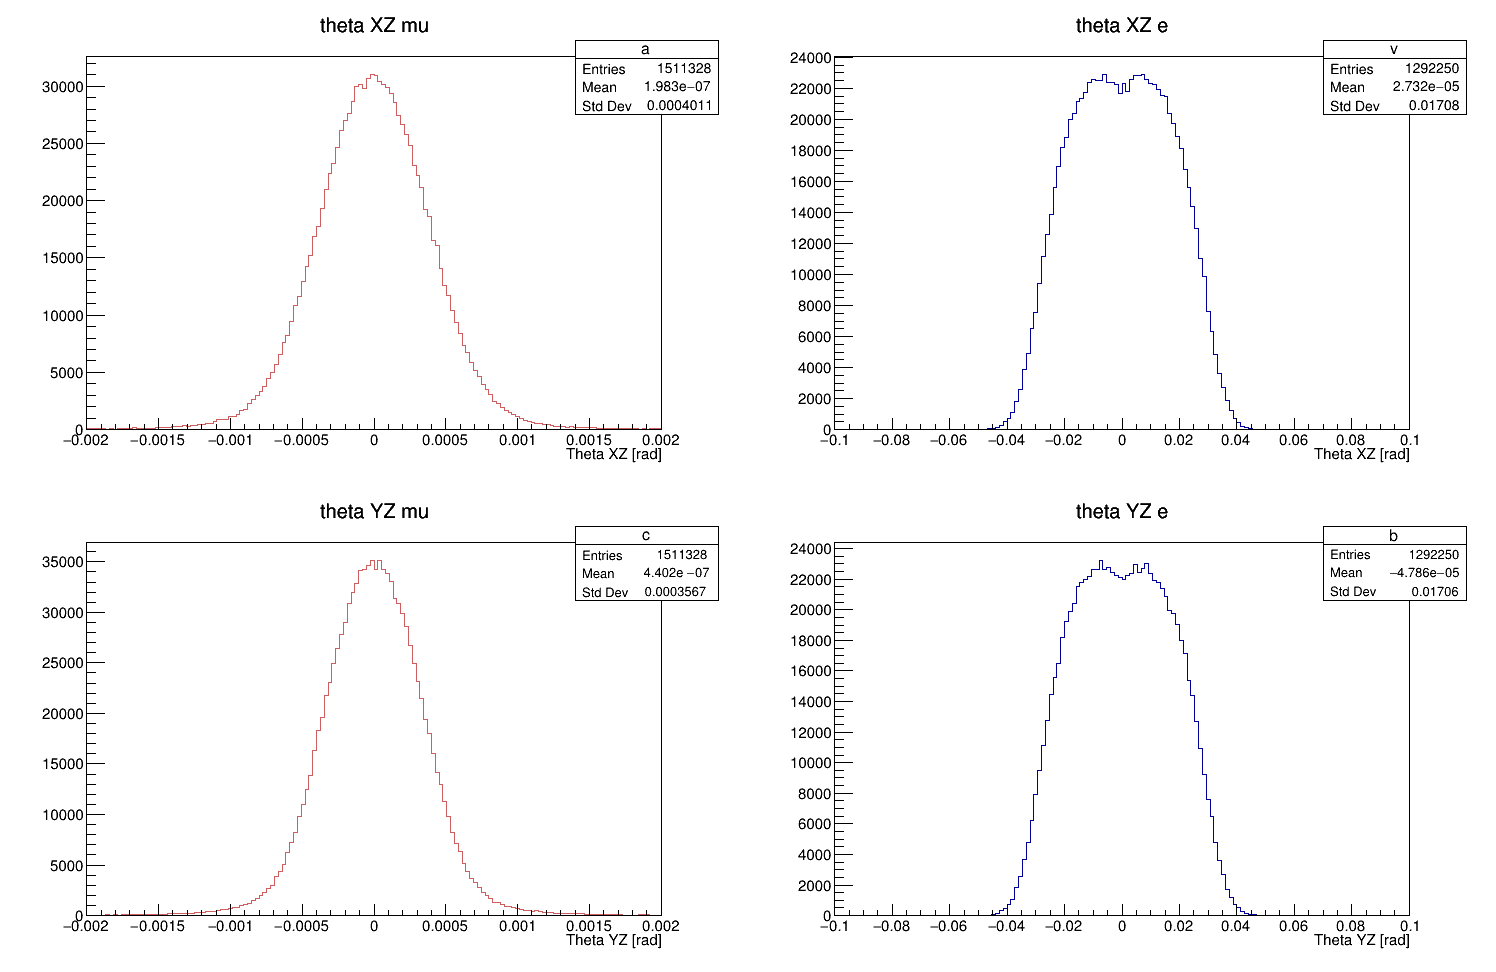 theta XZ mu
a
Entries 1511328
Mean 1.983e−07
Std Dev 0.0004011
30000
25000
20000
15000
10000
5000
0
−0.002 −0.0015 −0.001 −0.0005 0 0.0005 0.001 0.0015 0.002
Theta XZ [rad]
theta XZ e
v
Entries 1292250
Mean 2.732e−05
Std Dev 0.01708
24000
22000
20000
18000
16000
14000
12000
10000
8000
6000
4000
2000
0
−0.1 −0.08 −0.06 −0.04 −0.02 0 0.02 0.04 0.06 0.08 0.1
Theta XZ [rad]
theta YZ mu
c
Entries 1511328
Mean 4.402e−07
Std Dev 0.0003567
35000
30000
25000
20000
15000
10000
5000
0
−0.002 −0.0015 −0.001 −0.0005 0 0.0005 0.001 0.0015 0.002
Theta YZ [rad]
theta YZ e
b
Entries 1292250
Mean −4.786e−05
Std Dev 0.01706
24000
22000
20000
18000
16000
14000
12000
10000
8000
6000
4000
2000
0
−0.1 −0.08 −0.06 −0.04 −0.02 0 0.02 0.04 0.06 0.08 0.1
Theta YZ [rad]